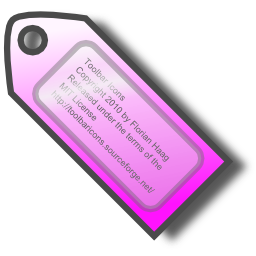 Toolbar Icons
Copyright 2010 by Florian Haag
Released under the terms of the
MIT License
http://toolbaricons.sourceforge.net/